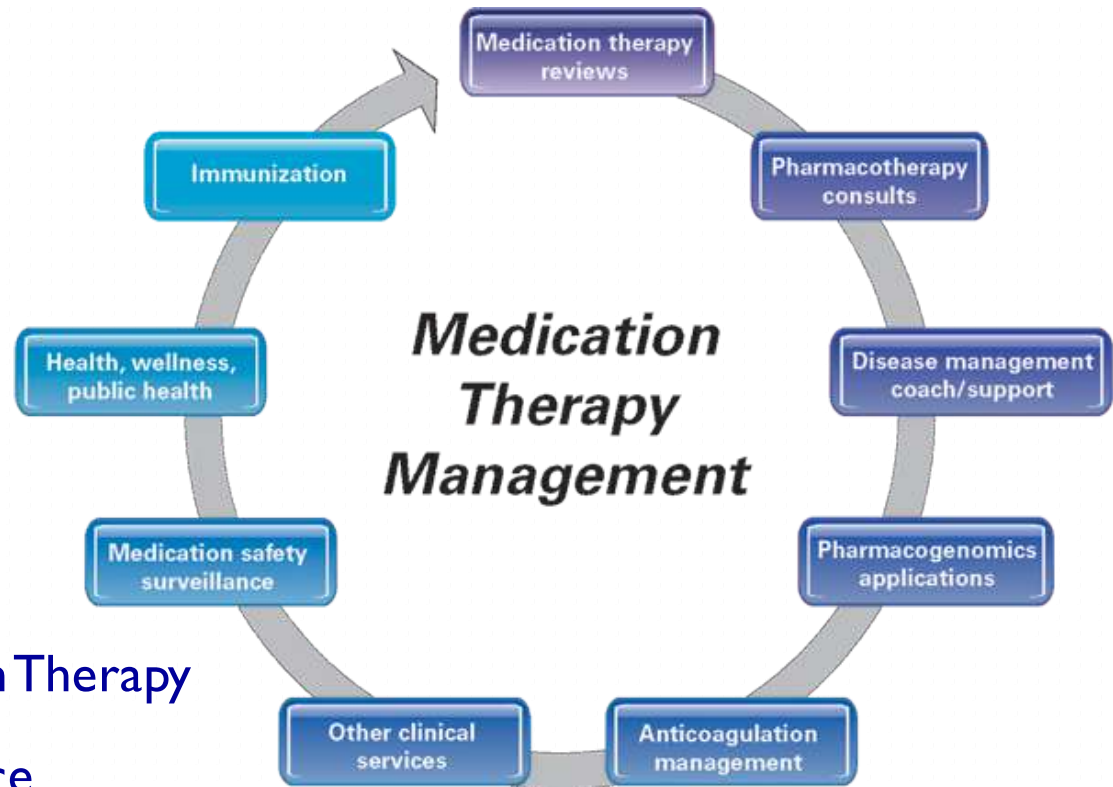 Medication therapy
reviews
Pharmacotherapy
consults
Disease management
coach/support
Pharmacogenomics
applications
Anticoagulation
management
Other clinical
services
Medication safety
surveillance
Health, wellness,
public health
Immunization
Medication
Therapy
Management
Therapy